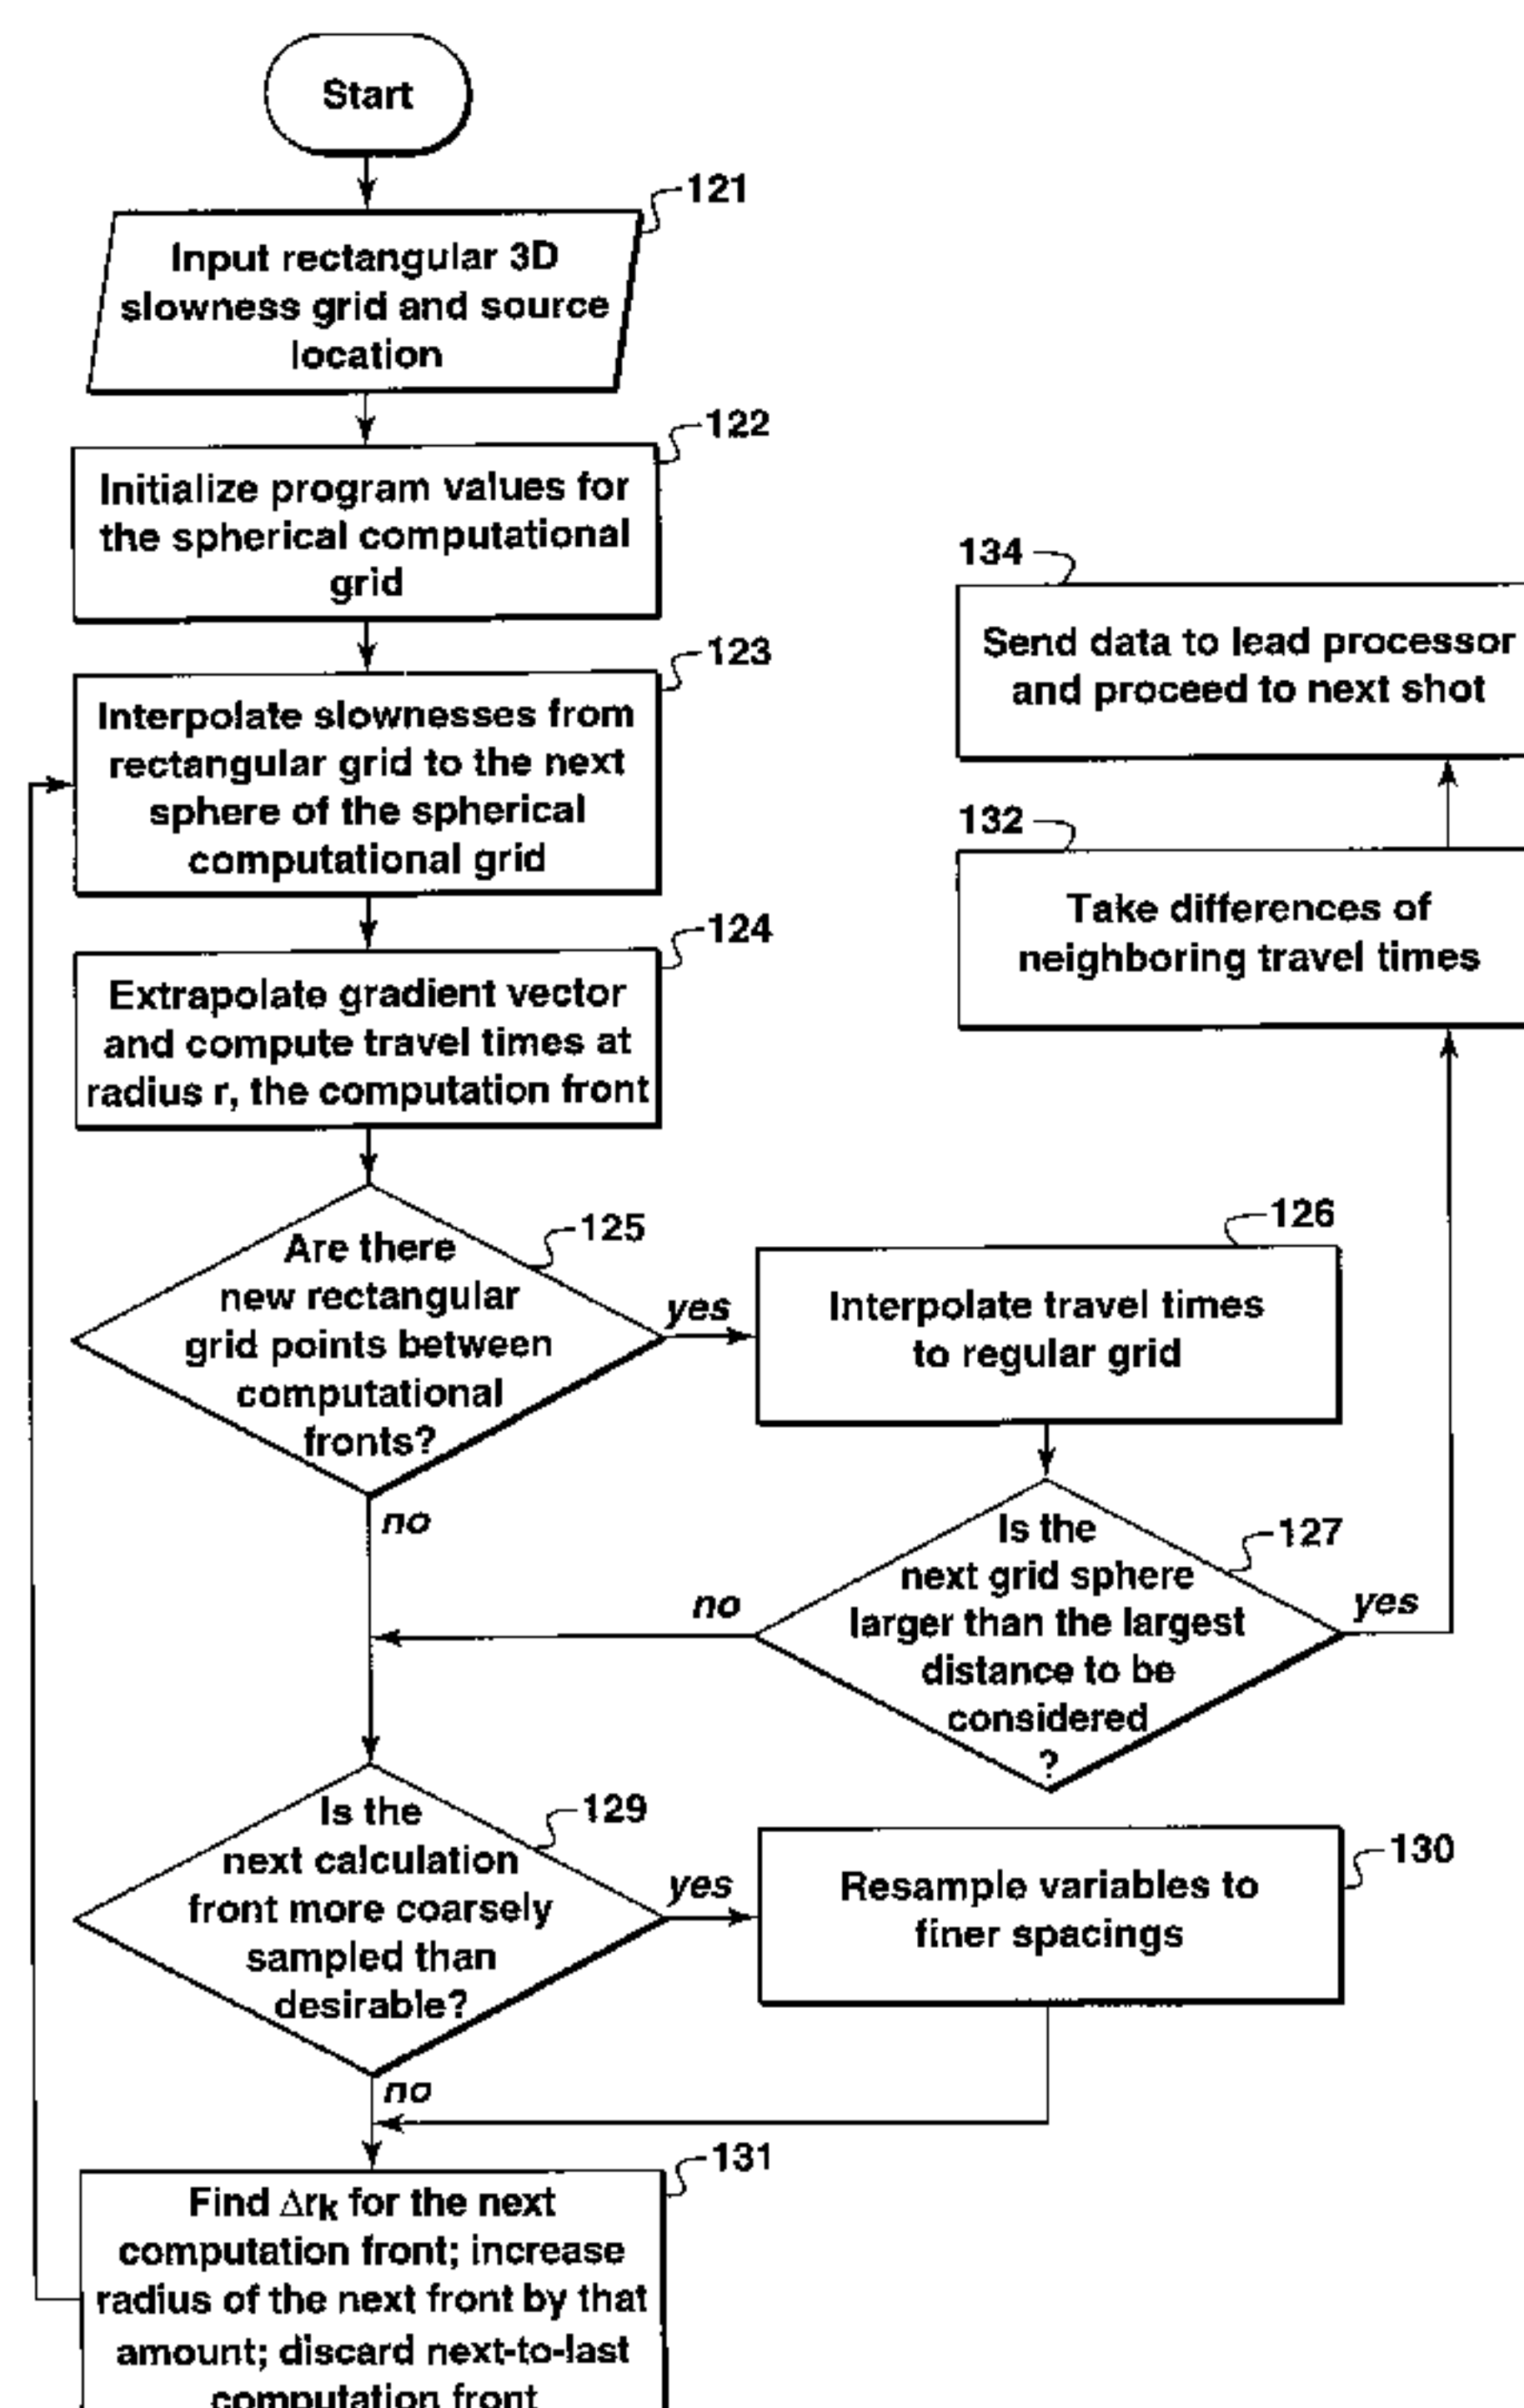 Start
121
Input rectangular 3D
slowness grid and source
location
122
Initialize program values for
the spherical computational
grid
123
Interpolate slownesses from
rectangular grid to the next
sphere of the spherical
computational grid
124
Extrapolate gradient vector
and compute travel times at
radius r, the computation front
125
Are there
new rectangular
grid points between
computational
fronts?
yes
no
126
Interpolate travel times
to regular grid
127
Is the
next grid sphere
larger than the largest
distance to be
considered
?
no
yes
134
Send data to lead processor
and proceed to next shot
132
Take differences of
neighboring travel times
129
Is the
next calculation
front more coarsely
sampled than
desirable?
yes
no
130
Resample variables to
finer spacings
131
Find Δrk for the next
computation front; increase
radius of the next front by that
amount; discard next-to-last
computation front